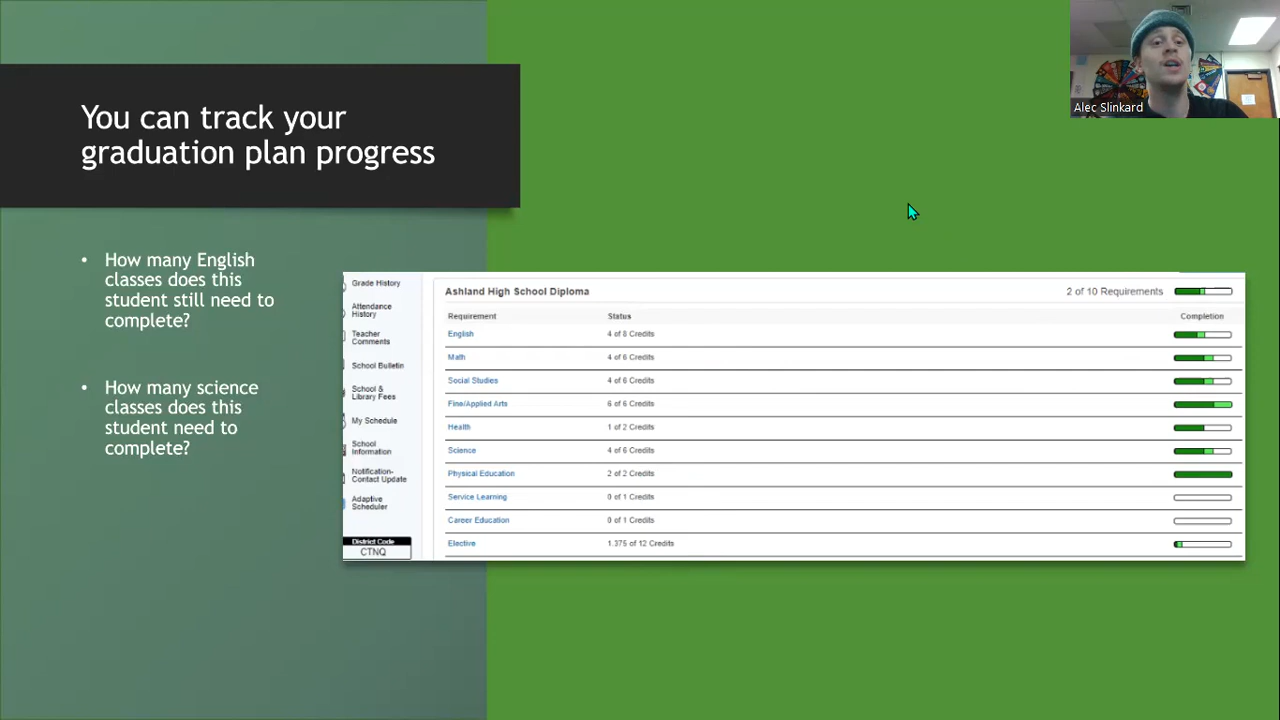 Alec Slinkard
You can track your
graduation plan progress
• How many English
classes does this
student still need to
complete?
• How many science
classes does this
student need to
complete?
Grade History
Attendance
History
Teacher
Comments
School Bulletin
School &
Library Fees
My Schedule
School
Information
Notification-
Contact Update
Adaptive
Scheduler
District Code
CTNQ
Ashland High School Diploma 2 of 10 Requirements
Requirement Status Completion
English 4 of 8 Credits
Math 4 of 6 Credits
Social Studies 4 of 6 Credits
Fine/Applied Arts 6 of 6 Credits
Health 1 of 2 Credits
Science 4 of 6 Credits
Physical Education 2 of 2 Credits
Service Learning 0 of 1 Credits
Career Education 0 of 1 Credits
Elective 1.375 of 12 Credits